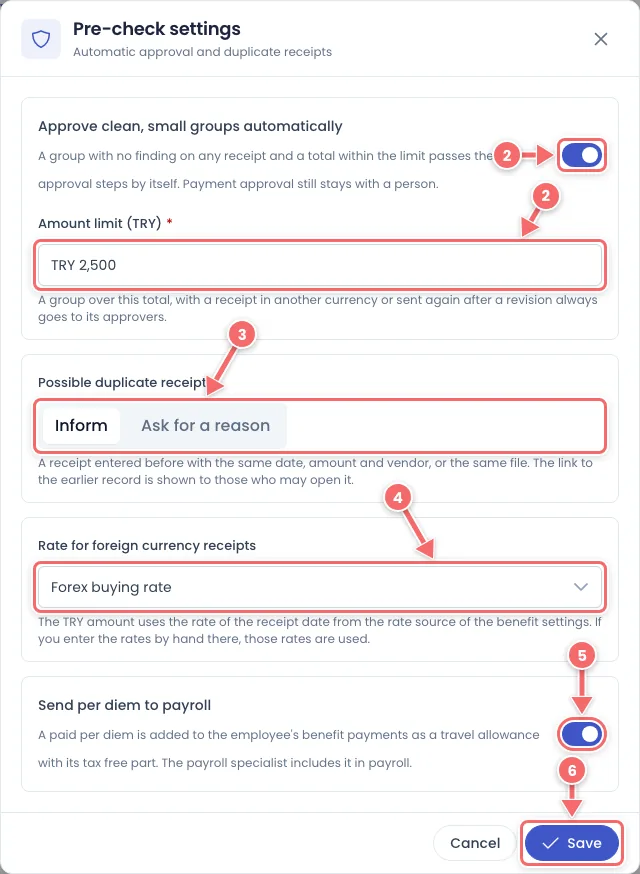 Pre-check settings
Automatic approval and duplicate receipts
Approve clean, small groups automatically
A group with no finding on any receipt and a total within the limit passes the
2
approval steps by itself. Payment approval still stays with a person.
2
Amount limit (TRY) *
TRY 2,500
A group over this total, with a receipt in another currency or sent again after a revision always
goes to its approvers.
3
Possible duplicate receipt
Inform
Ask for a reason
A receipt entered before with the same date, amount and vendor, or the same file. The link to
the earlier record is shown to those who may open it.
4
Rate for foreign currency receipts
Forex buying rate
The TRY amount uses the rate of the receipt date from the rate source of the benefit settings. If
you enter the rates by hand there, those rates are used.
5
Send per diem to payroll
A paid per diem is added to the employee's benefit payments as a travel allowance
with its tax free part. The payroll specialist includes it in payroll.
6
Cancel
Save